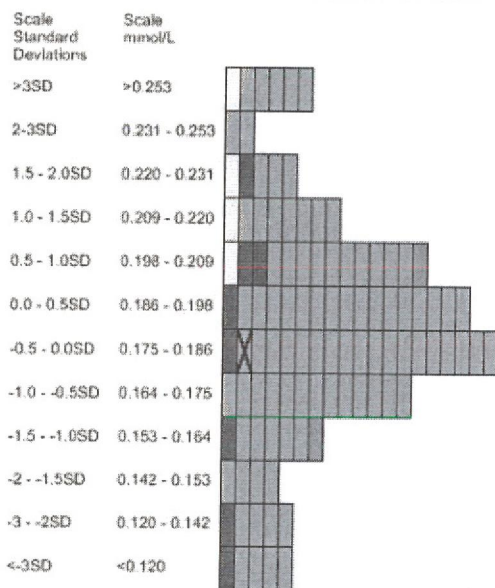 Scale Standard Deviations Scale mmol/L
>3SD >0.253
2-3SD 0.231 - 0.253
1.5 - 2.0SD 0.220 - 0.231
1.0 - 1.5SD 0.209 - 0.220
0.5 - 1.0SD 0.198 - 0.209
0.0 - 0.5SD 0.186 - 0.198
-0.5 - 0.0SD 0.175 - 0.186
-1.0 - -0.5SD 0.164 - 0.175
-1.5 - -1.0SD 0.153 - 0.164
-2 - -1.5SD 0.142 - 0.153
-3 - -2SD 0.120 - 0.142
<-3SD <0.120
X